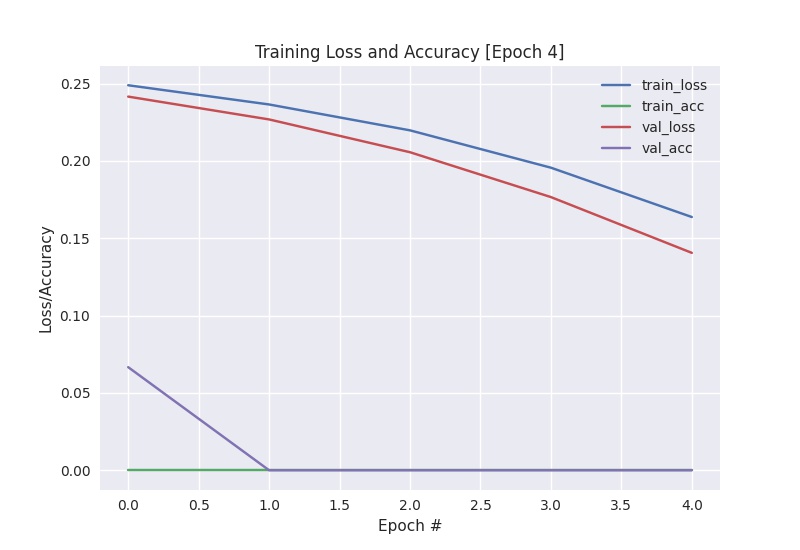 Training Loss and Accuracy [Epoch 4]
train_loss
train_acc
val_loss
val_acc
0.25
0.20
0.15
0.10
0.05
0.00
Loss/Accuracy
0.0 0.5 1.0 1.5 2.0 2.5 3.0 3.5 4.0
Epoch #